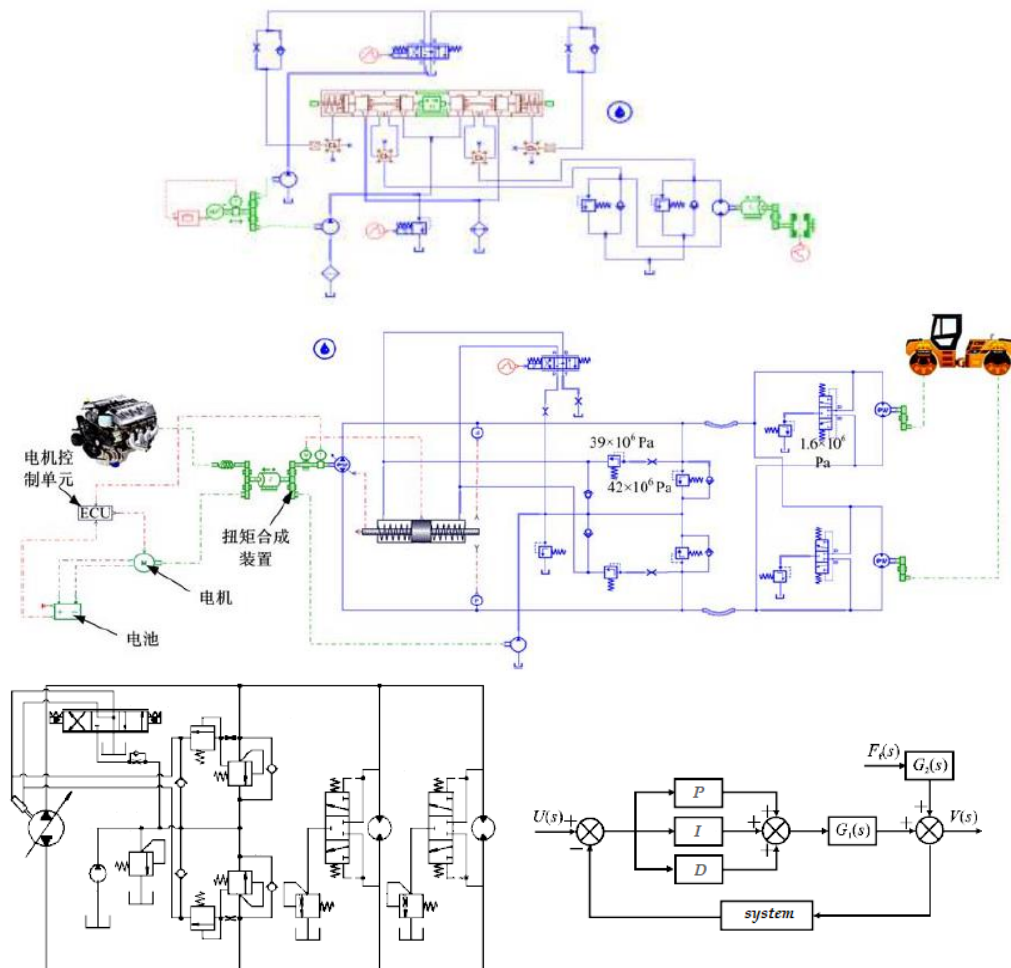 39×10⁶ Pa
1.6×10⁶
Pa
42×10⁶ Pa
电机控
制单元
ECU
扭矩合成
装置
电机
电池
F_t(s)
G₂(s)
P
U(s)
+
−
I
+
+
+
G₁(s)
+
+
V(s)
D
system